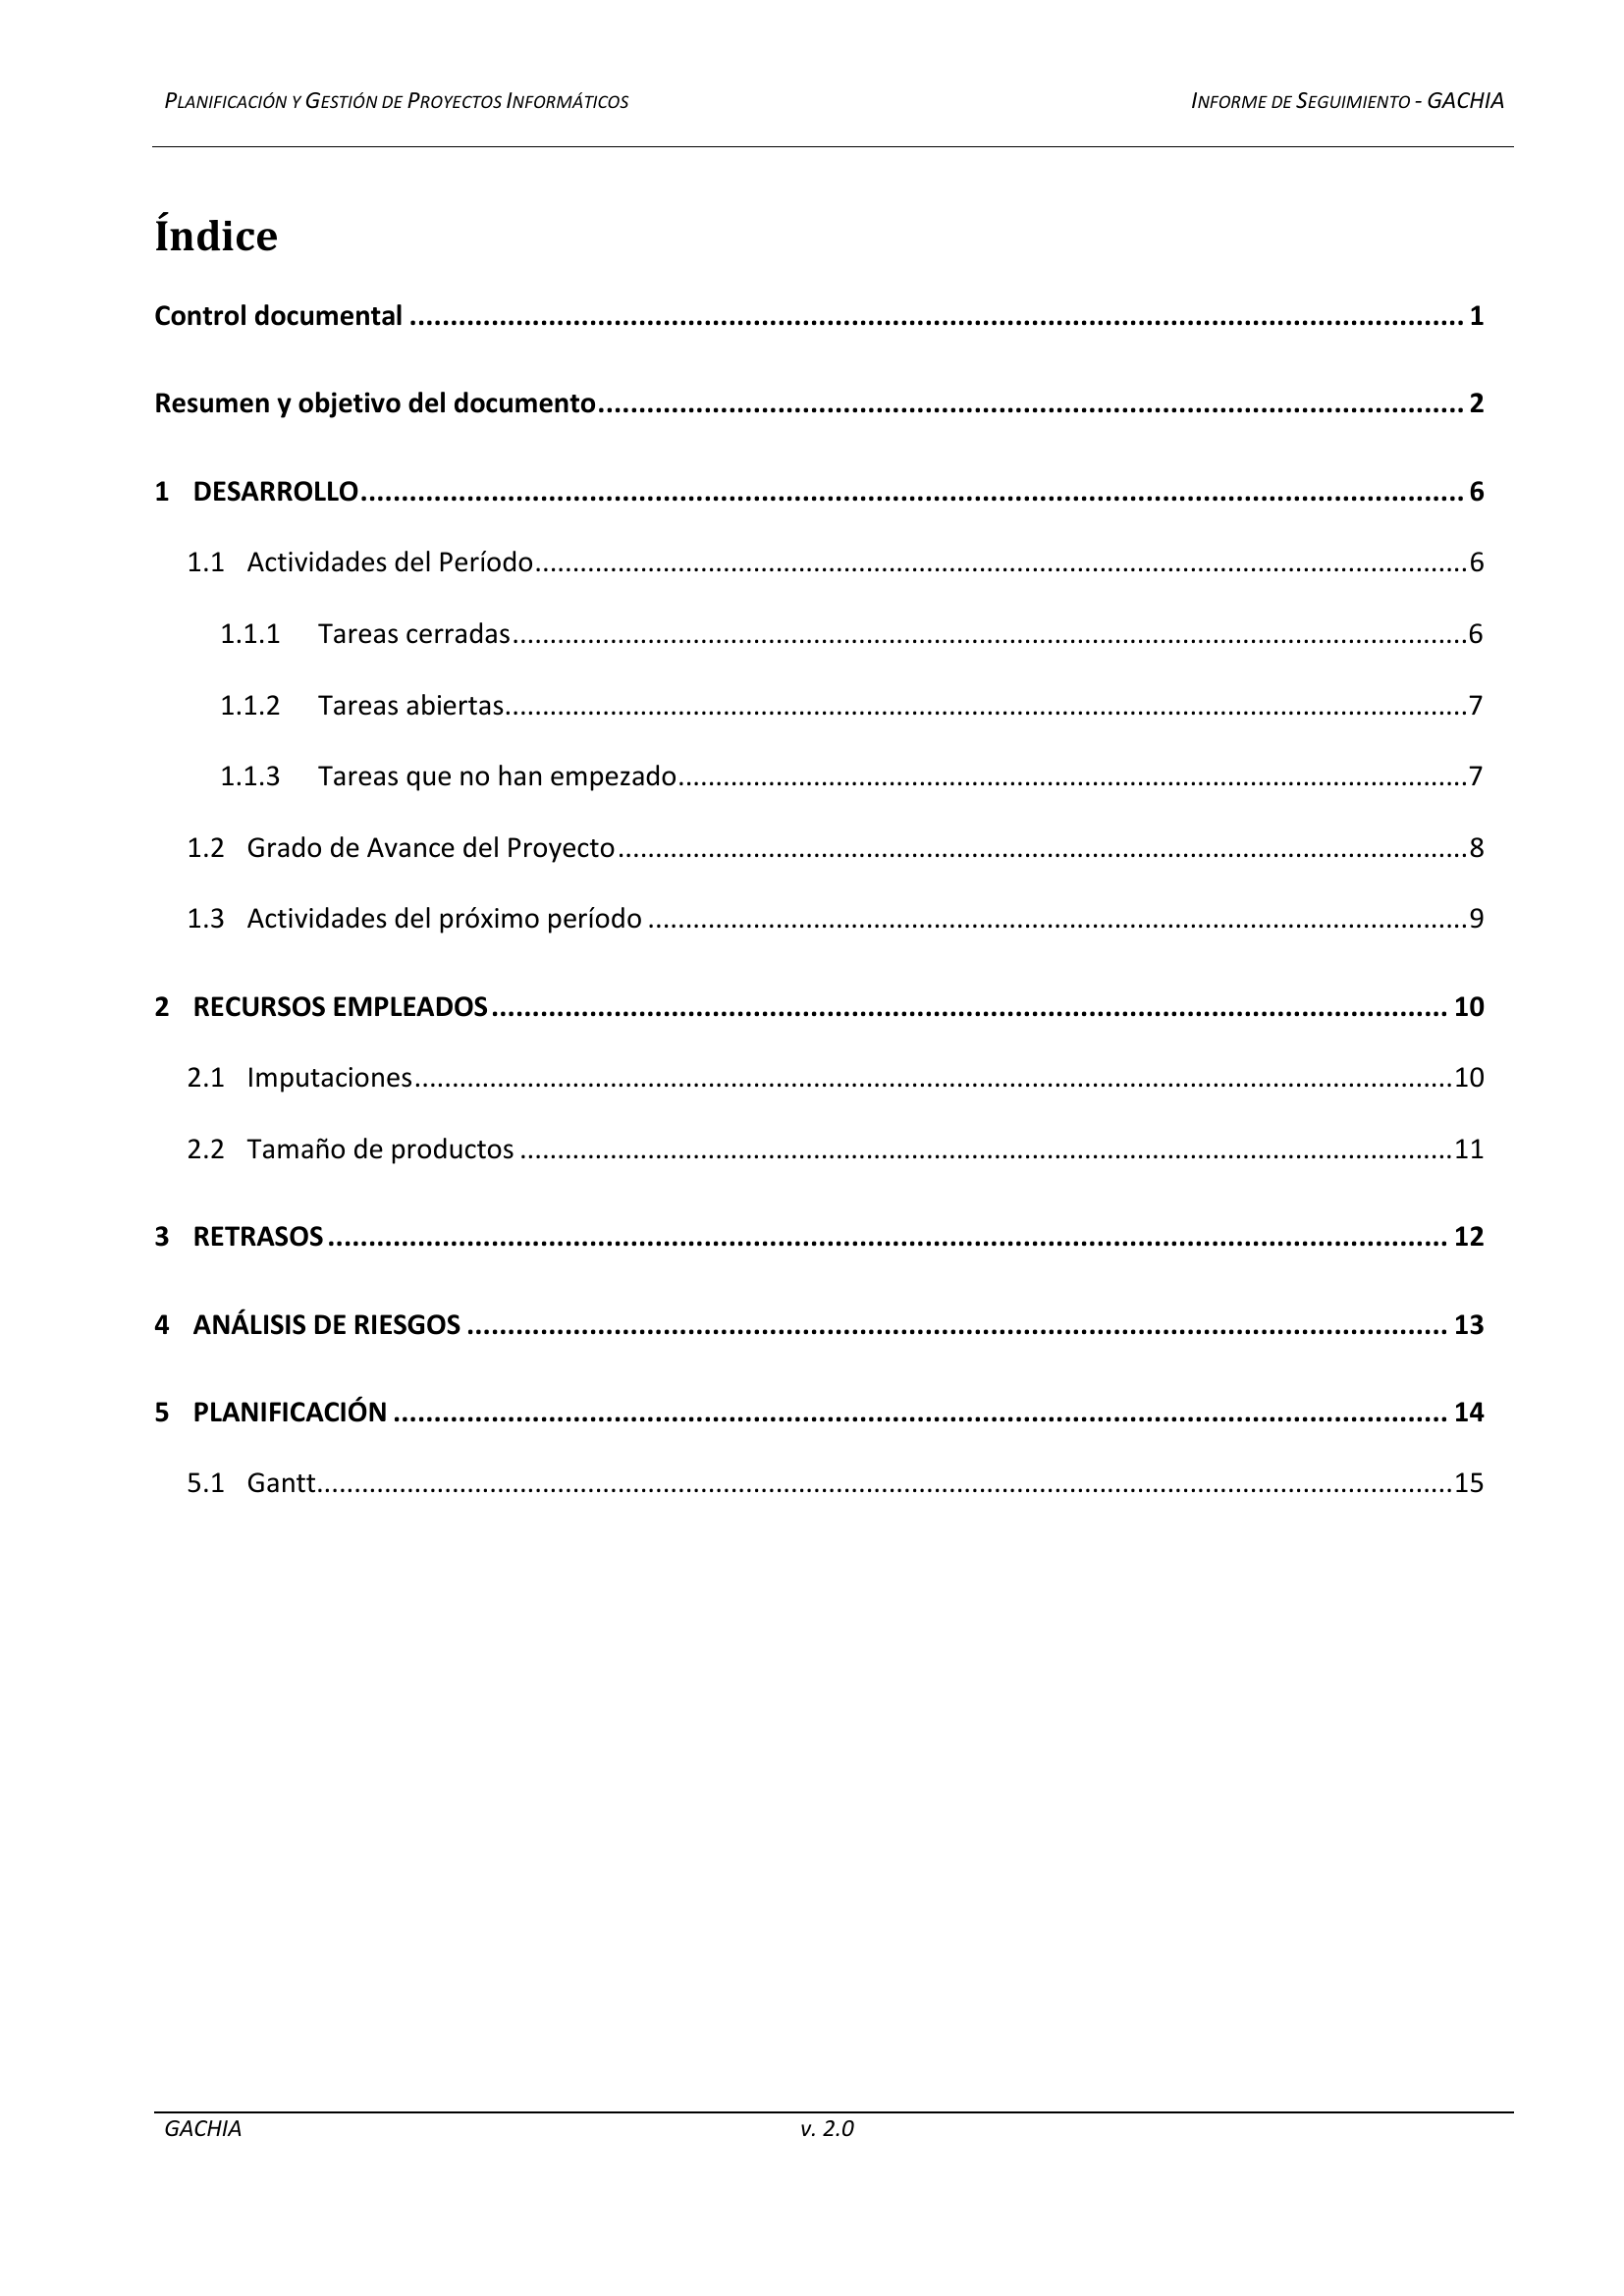 PLANIFICACIÓN Y GESTIÓN DE PROYECTOS INFORMÁTICOS INFORME DE SEGUIMIENTO - GACHIA
Índice
Control documental 1
Resumen y objetivo del documento 2
1 DESARROLLO 6
1.1 Actividades del Período 6
1.1.1 Tareas cerradas 6
1.1.2 Tareas abiertas 7
1.1.3 Tareas que no han empezado 7
1.2 Grado de Avance del Proyecto 8
1.3 Actividades del próximo período 9
2 RECURSOS EMPLEADOS 10
2.1 Imputaciones 10
2.2 Tamaño de productos 11
3 RETRASOS 12
4 ANÁLISIS DE RIESGOS 13
5 PLANIFICACIÓN 14
5.1 Gantt 15
GACHIA v. 2.0